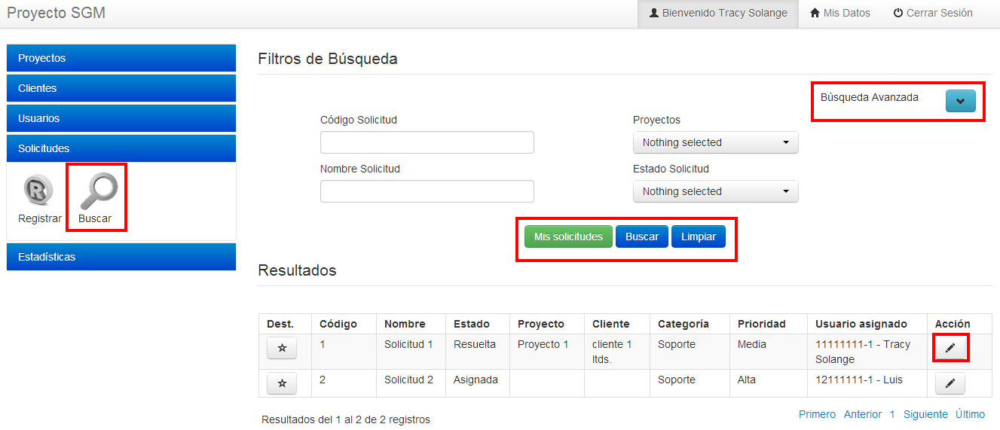 Proyecto SGM
Bienvenido Tracy Solange
Mis Datos
Cerrar Sesión
Proyectos
Clientes
Usuarios
Solicitudes
Registrar
Buscar
Estadísticas
Filtros de Búsqueda
Búsqueda Avanzada
Código Solicitud
Proyectos
Nothing selected
Nombre Solicitud
Estado Solicitud
Nothing selected
Mis solicitudes
Buscar
Limpiar
Resultados
Dest. Código Nombre Estado Proyecto Cliente Categoría Prioridad Usuario asignado Acción
1 Solicitud 1 Resuelta Proyecto 1 cliente 1 Soporte Media 11111111-1 - Tracy
ltds. Solange
2 Solicitud 2 Asignada Soporte Alta 12111111-1 - Luis
Resultados del 1 al 2 de 2 registros
Primero Anterior 1 Siguiente Último